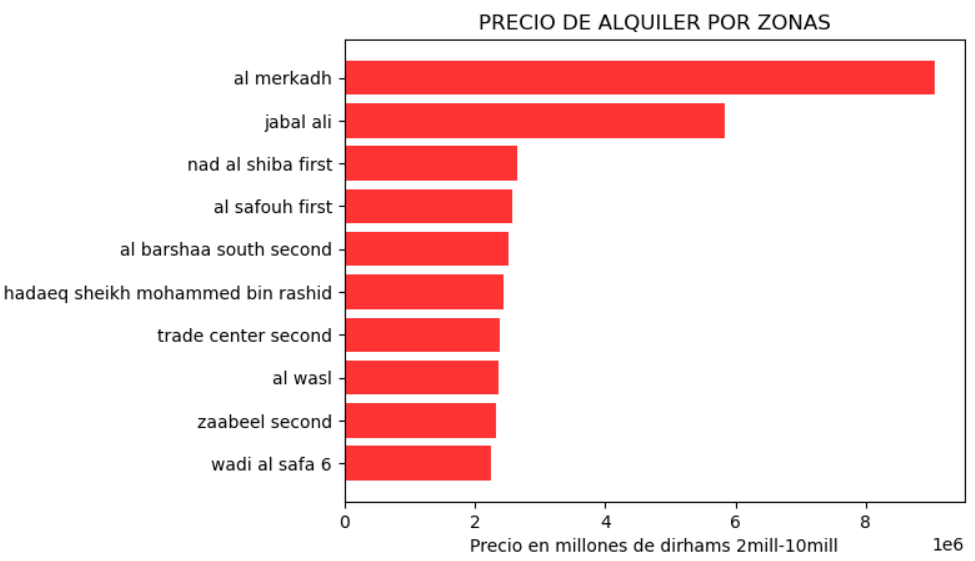 PRECIO DE ALQUILER POR ZONAS
al merkadh
jabal ali
nad al shiba first
al safouh first
al barshaa south second
hadaeq sheikh mohammed bin rashid
trade center second
al wasl
zaabeel second
wadi al safa 6
0 2 4 6 8
Precio en millones de dirhams 2mill-10mill 1e6